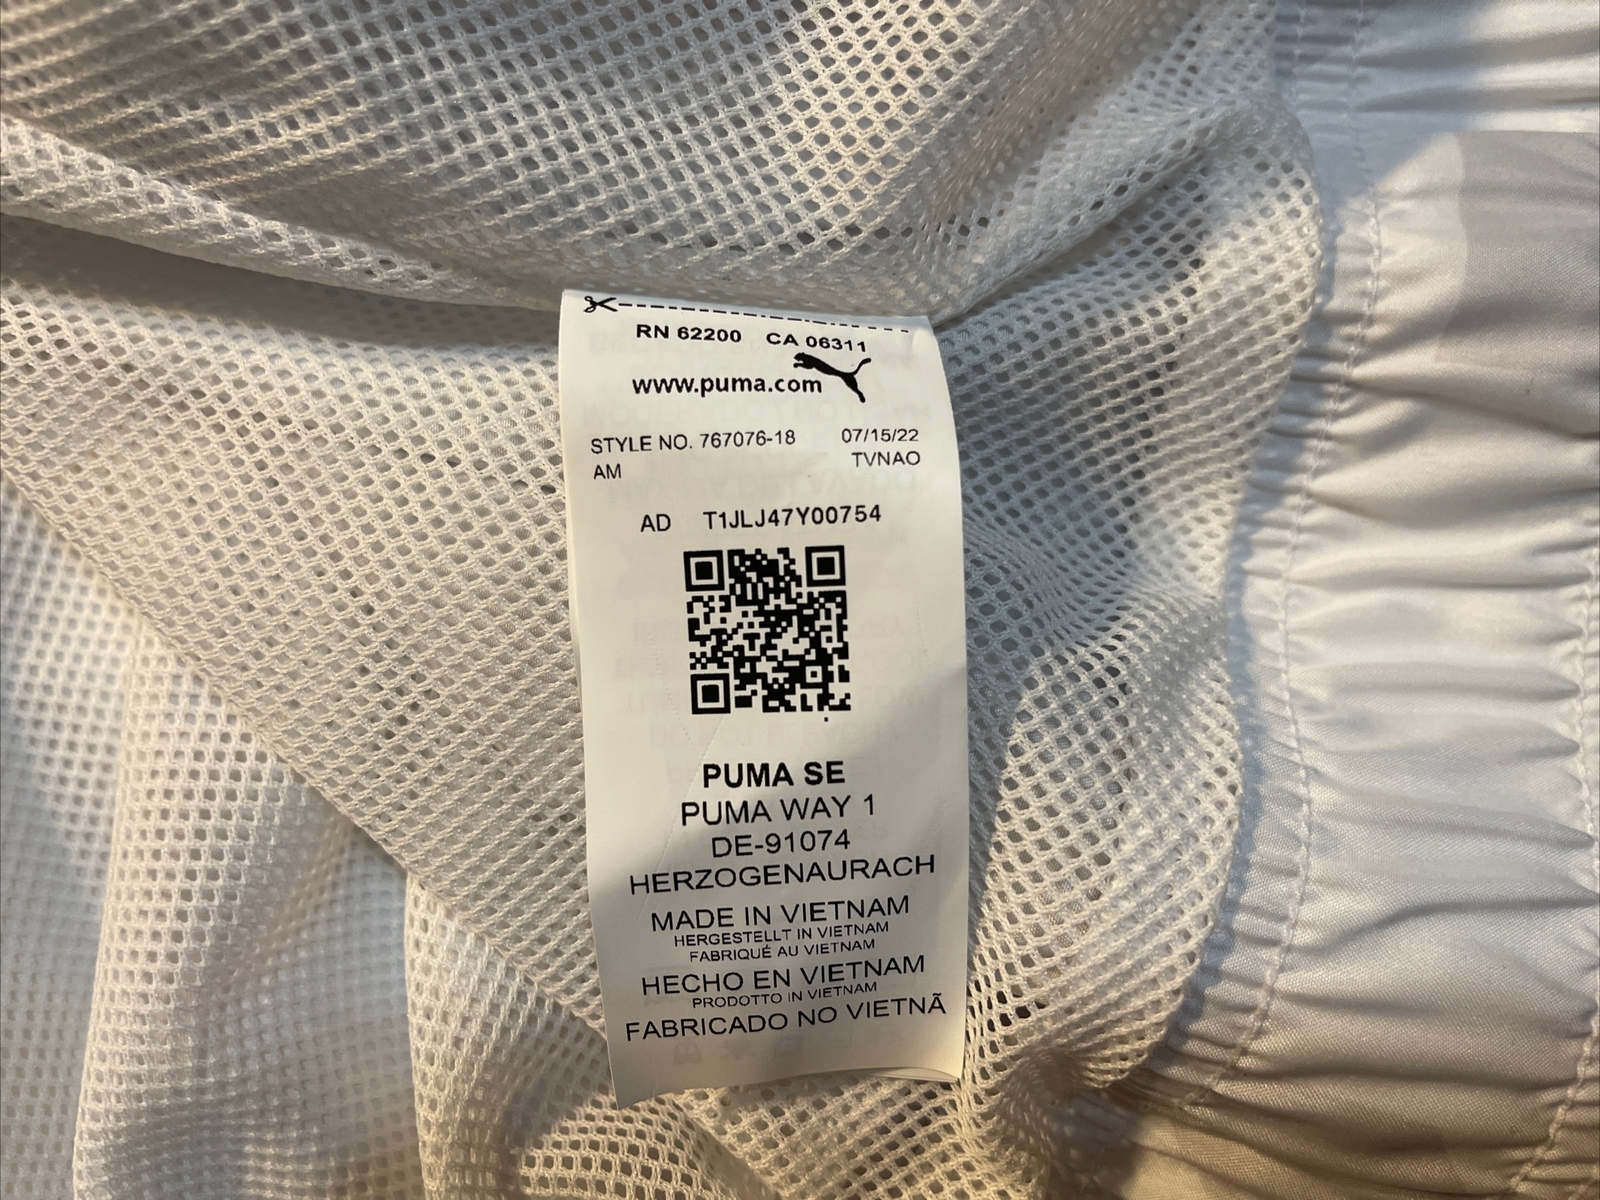 RN 62200 CA 06311
www.puma.com
STYLE NO. 767076-18 07/15/22
AM TVNAO
AD T1JLJ47Y00754
PUMA SE
PUMA WAY 1
DE-91074
HERZOGENAURACH
MADE IN VIETNAM
HERGESTELLT IN VIETNAM
FABRIQUÉ AU VIETNAM
HECHO EN VIETNAM
PRODOTTO IN VIETNAM
FABRICADO NO VIETNÃ